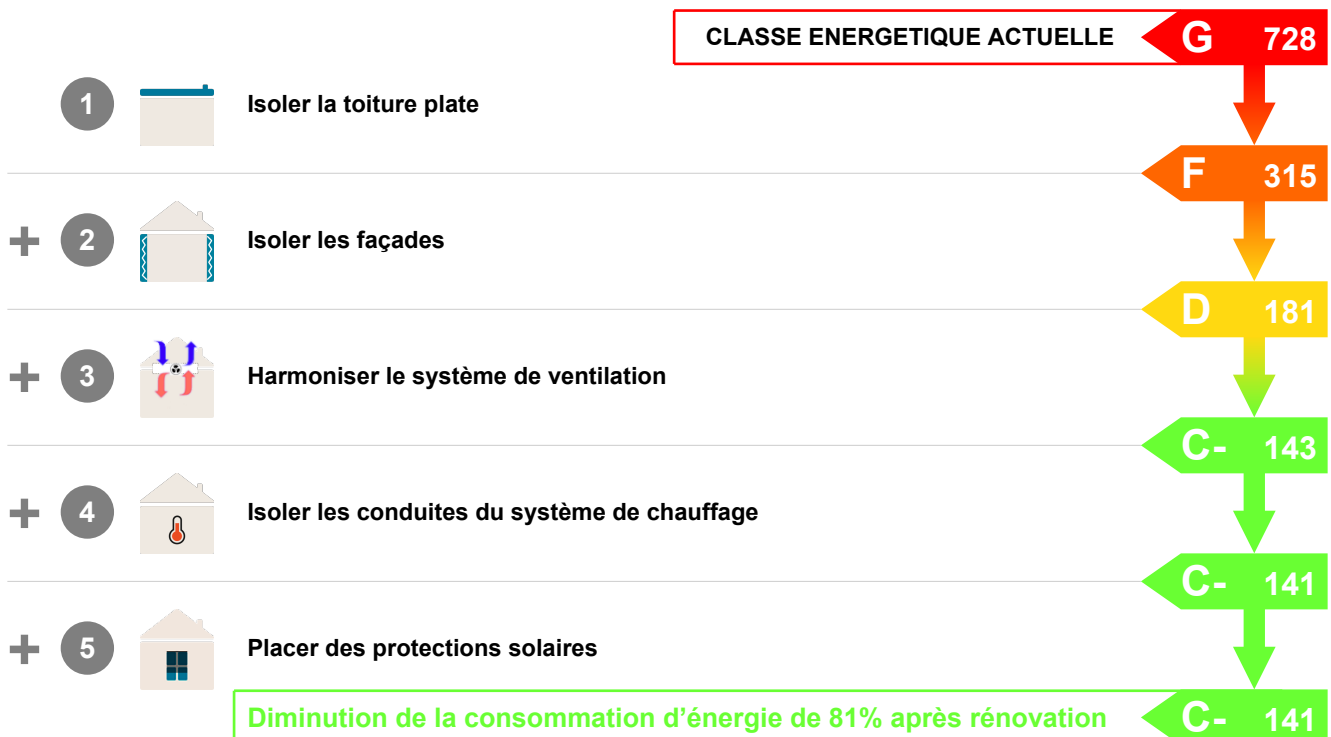 CLASSE ENERGETIQUE ACTUELLE G 728
1 Isoler la toiture plate
F 315
+ 2 Isoler les façades
D 181
+ 3 Harmoniser le système de ventilation
C- 143
+ 4 Isoler les conduites du système de chauffage
C- 141
+ 5 Placer des protections solaires
Diminution de la consommation d'énergie de 81% après rénovation C- 141